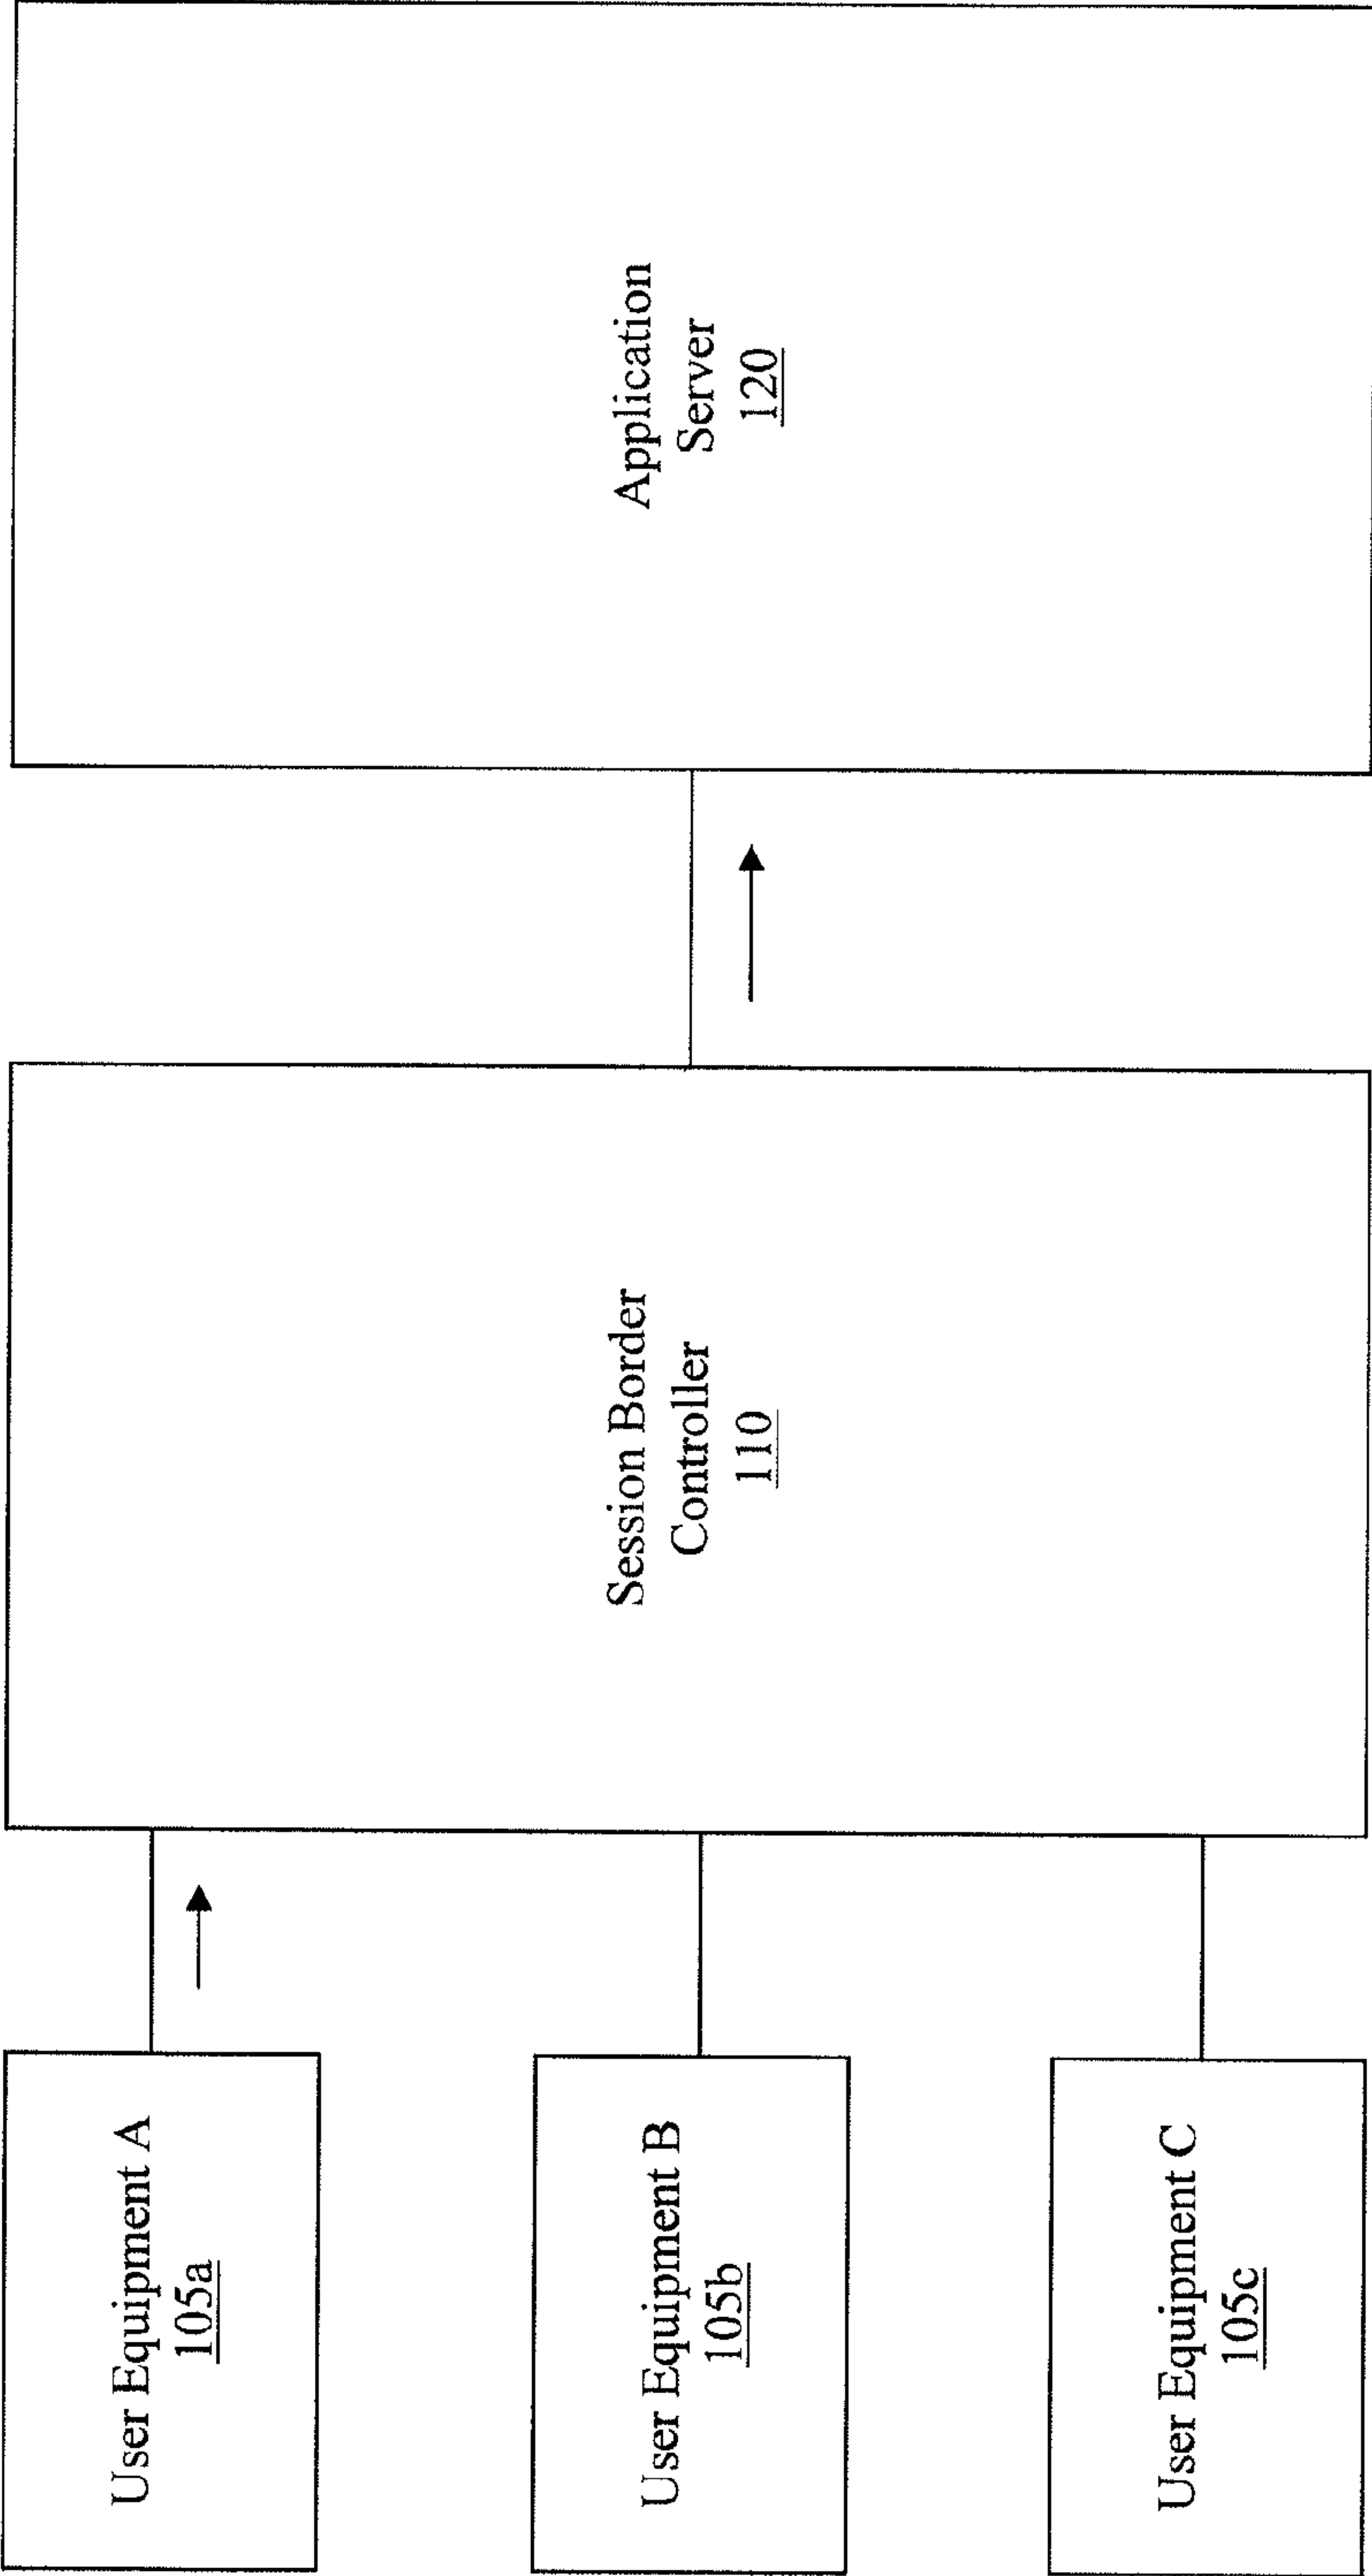 User Equipment A
105a
User Equipment B
105b
User Equipment C
105c
Session Border
Controller
110
Application
Server
120